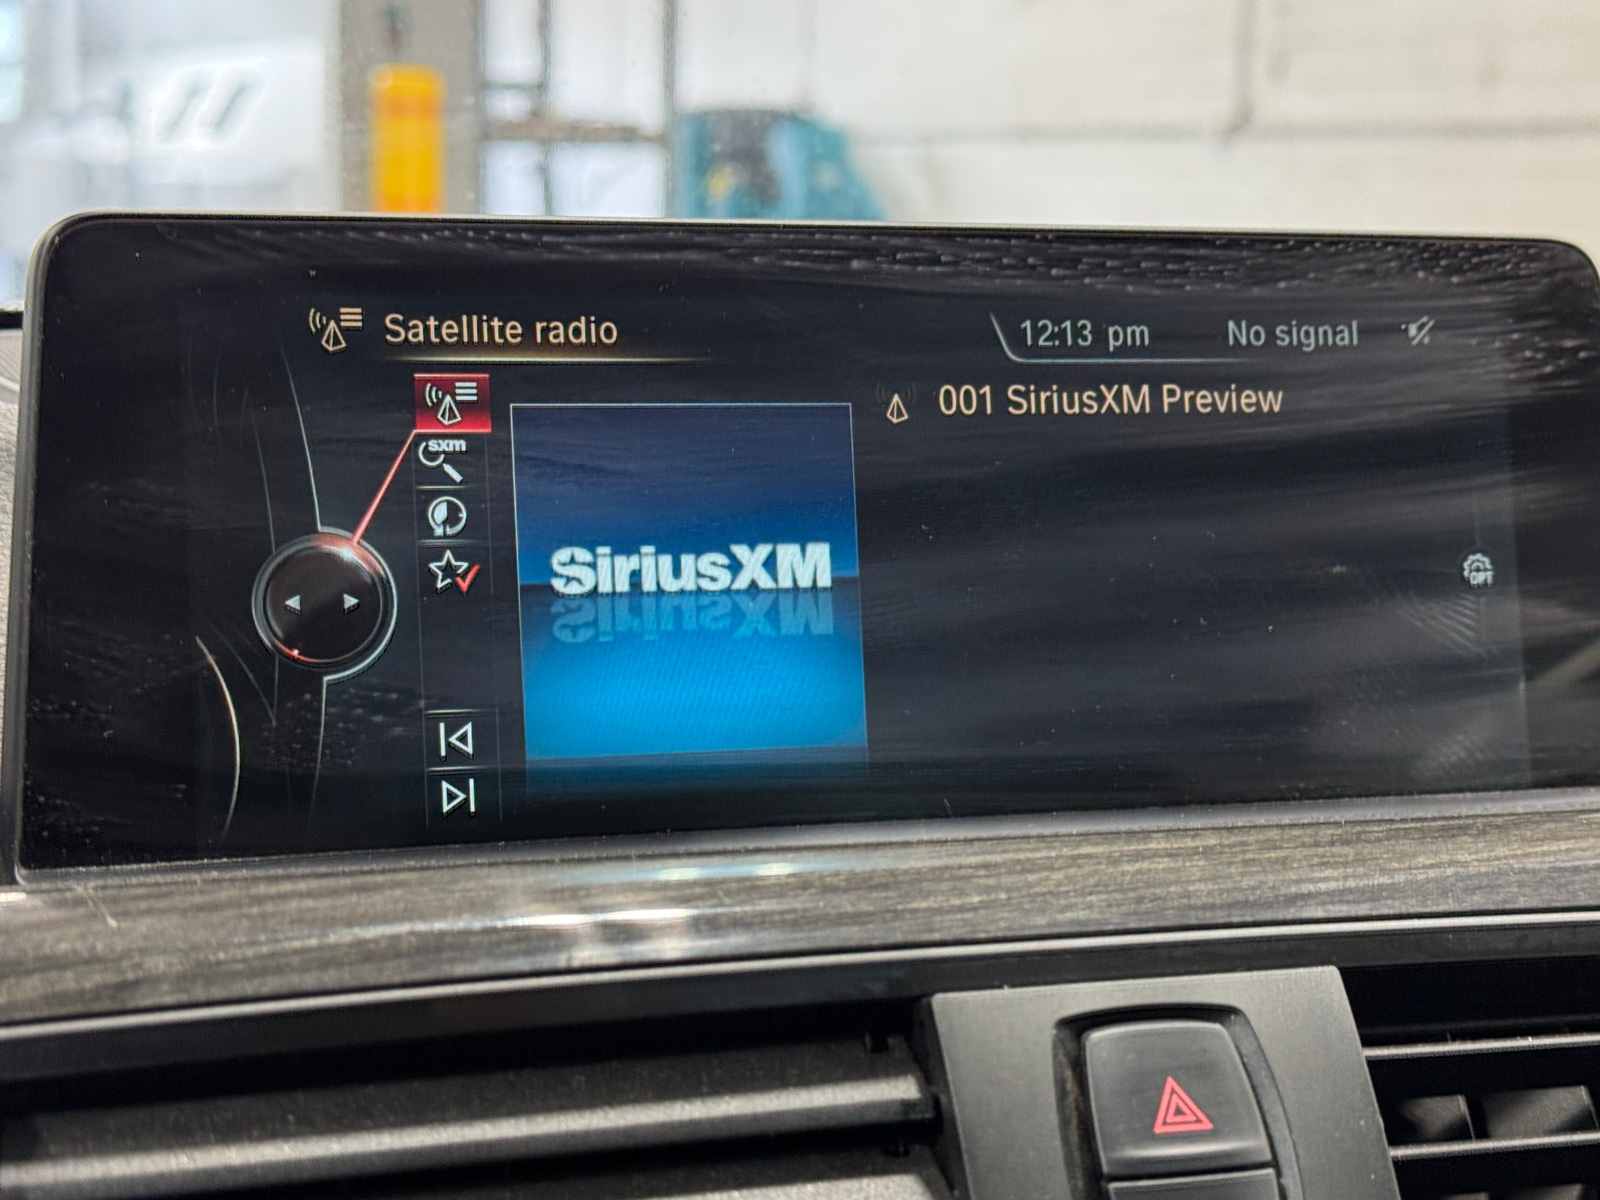 Satellite radio
12:13 pm
No signal
001 SiriusXM Preview
sxm
SiriusXM
OPT